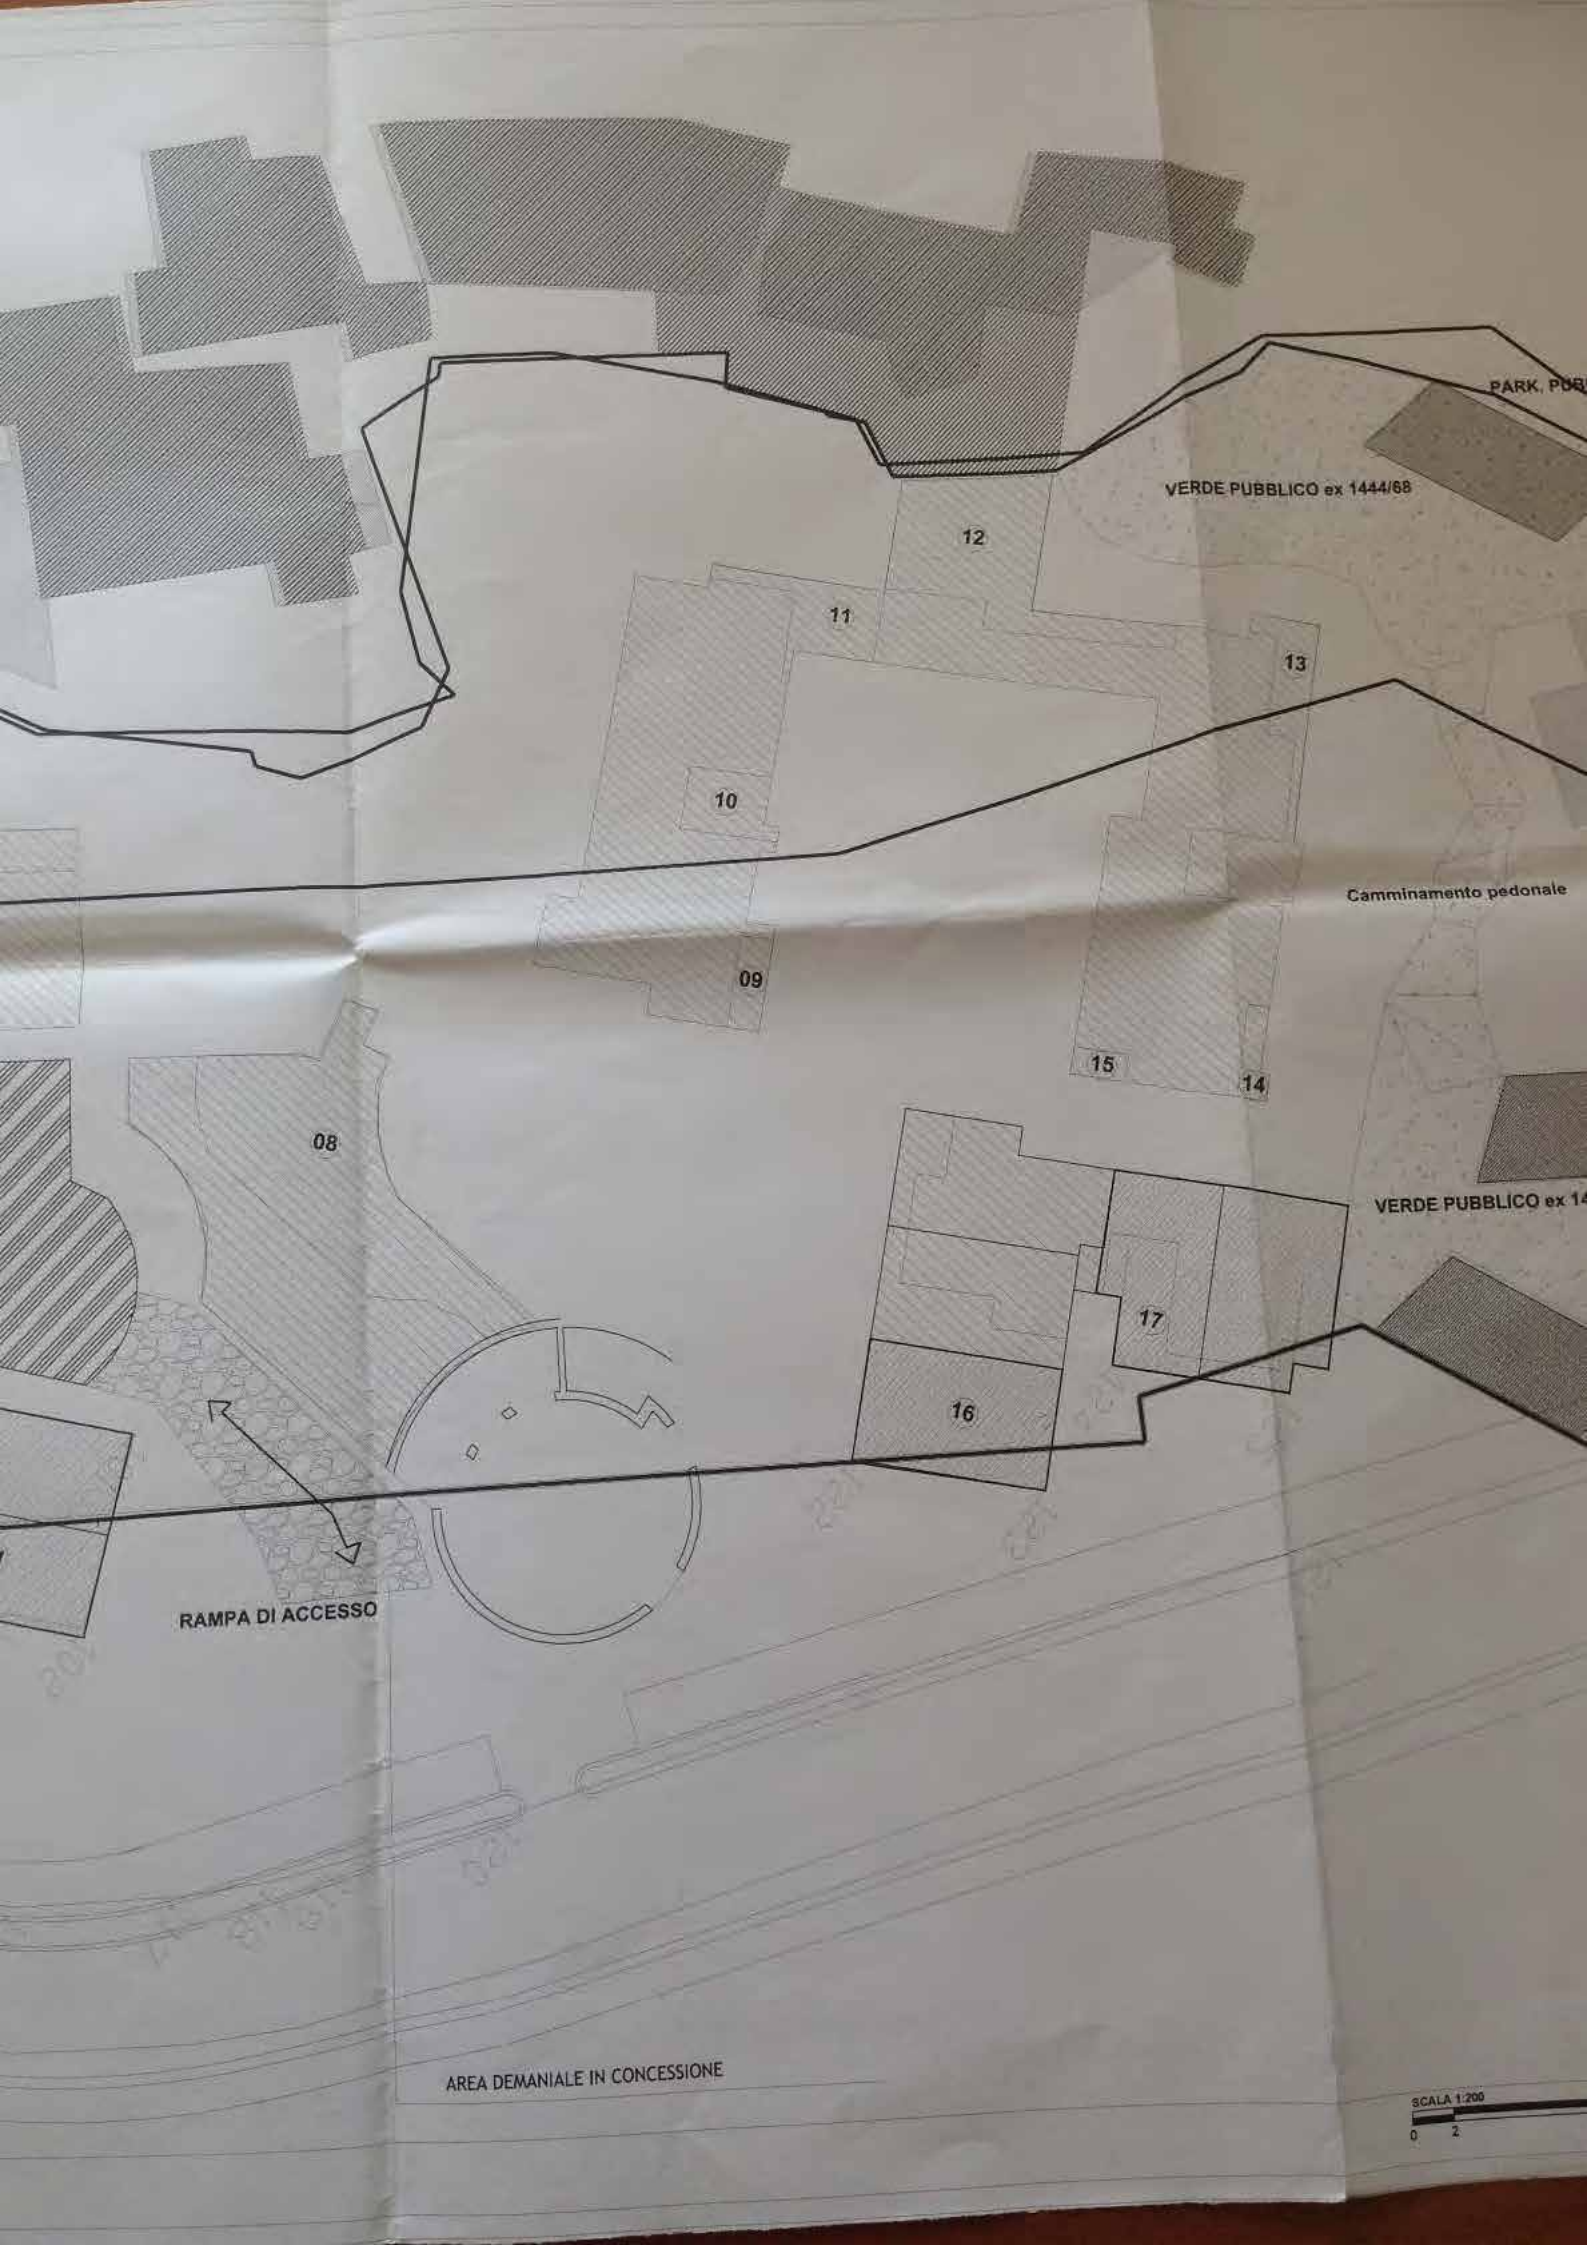 PARK. PUB
VERDE PUBBLICO ex 1444/68
12
11
13
10
Camminamento pedonale
09
15
14
08
VERDE PUBBLICO ex 14
17
16
RAMPA DI ACCESSO
AREA DEMANIALE IN CONCESSIONE
SCALA 1:200
0 2